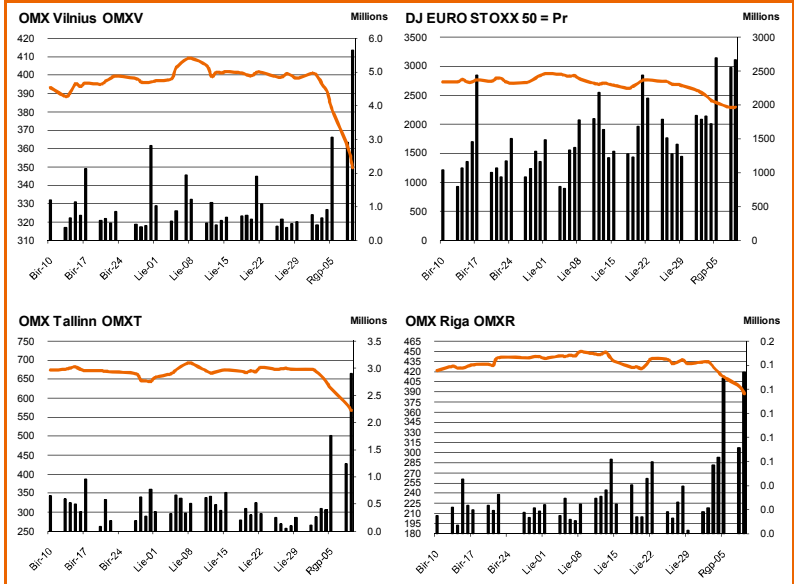 OMX Vilnius OMXV
Millions
420
410
400
390
380
370
360
350
340
330
320
310
6.0
5.0
4.0
3.0
2.0
1.0
0.0
Bir-10
Bir-17
Bir-24
Lie-01
Lie-08
Lie-15
Lie-22
Lie-29
Rgp-05
DJ EURO STOXX 50 = Pr
Millions
3500
3000
2500
2000
1500
1000
500
0
3000
2500
2000
1500
1000
500
0
Bir-10
Bir-17
Bir-24
Lie-01
Lie-08
Lie-15
Lie-22
Lie-29
Rgp-05
OMX Tallinn OMXT
Millions
750
700
650
600
550
500
450
400
350
300
250
3.5
3.0
2.5
2.0
1.5
1.0
0.5
0.0
Bir-10
Bir-17
Bir-24
Lie-01
Lie-08
Lie-15
Lie-22
Lie-29
Rgp-05
OMX Riga OMXR
Millions
465
450
435
420
405
390
375
360
345
330
315
300
285
270
255
240
225
210
195
180
0.2
0.1
0.1
0.1
0.1
0.1
0.0
0.0
0.0
Bir-10
Bir-17
Bir-24
Lie-01
Lie-08
Lie-15
Lie-22
Lie-29
Rgp-05